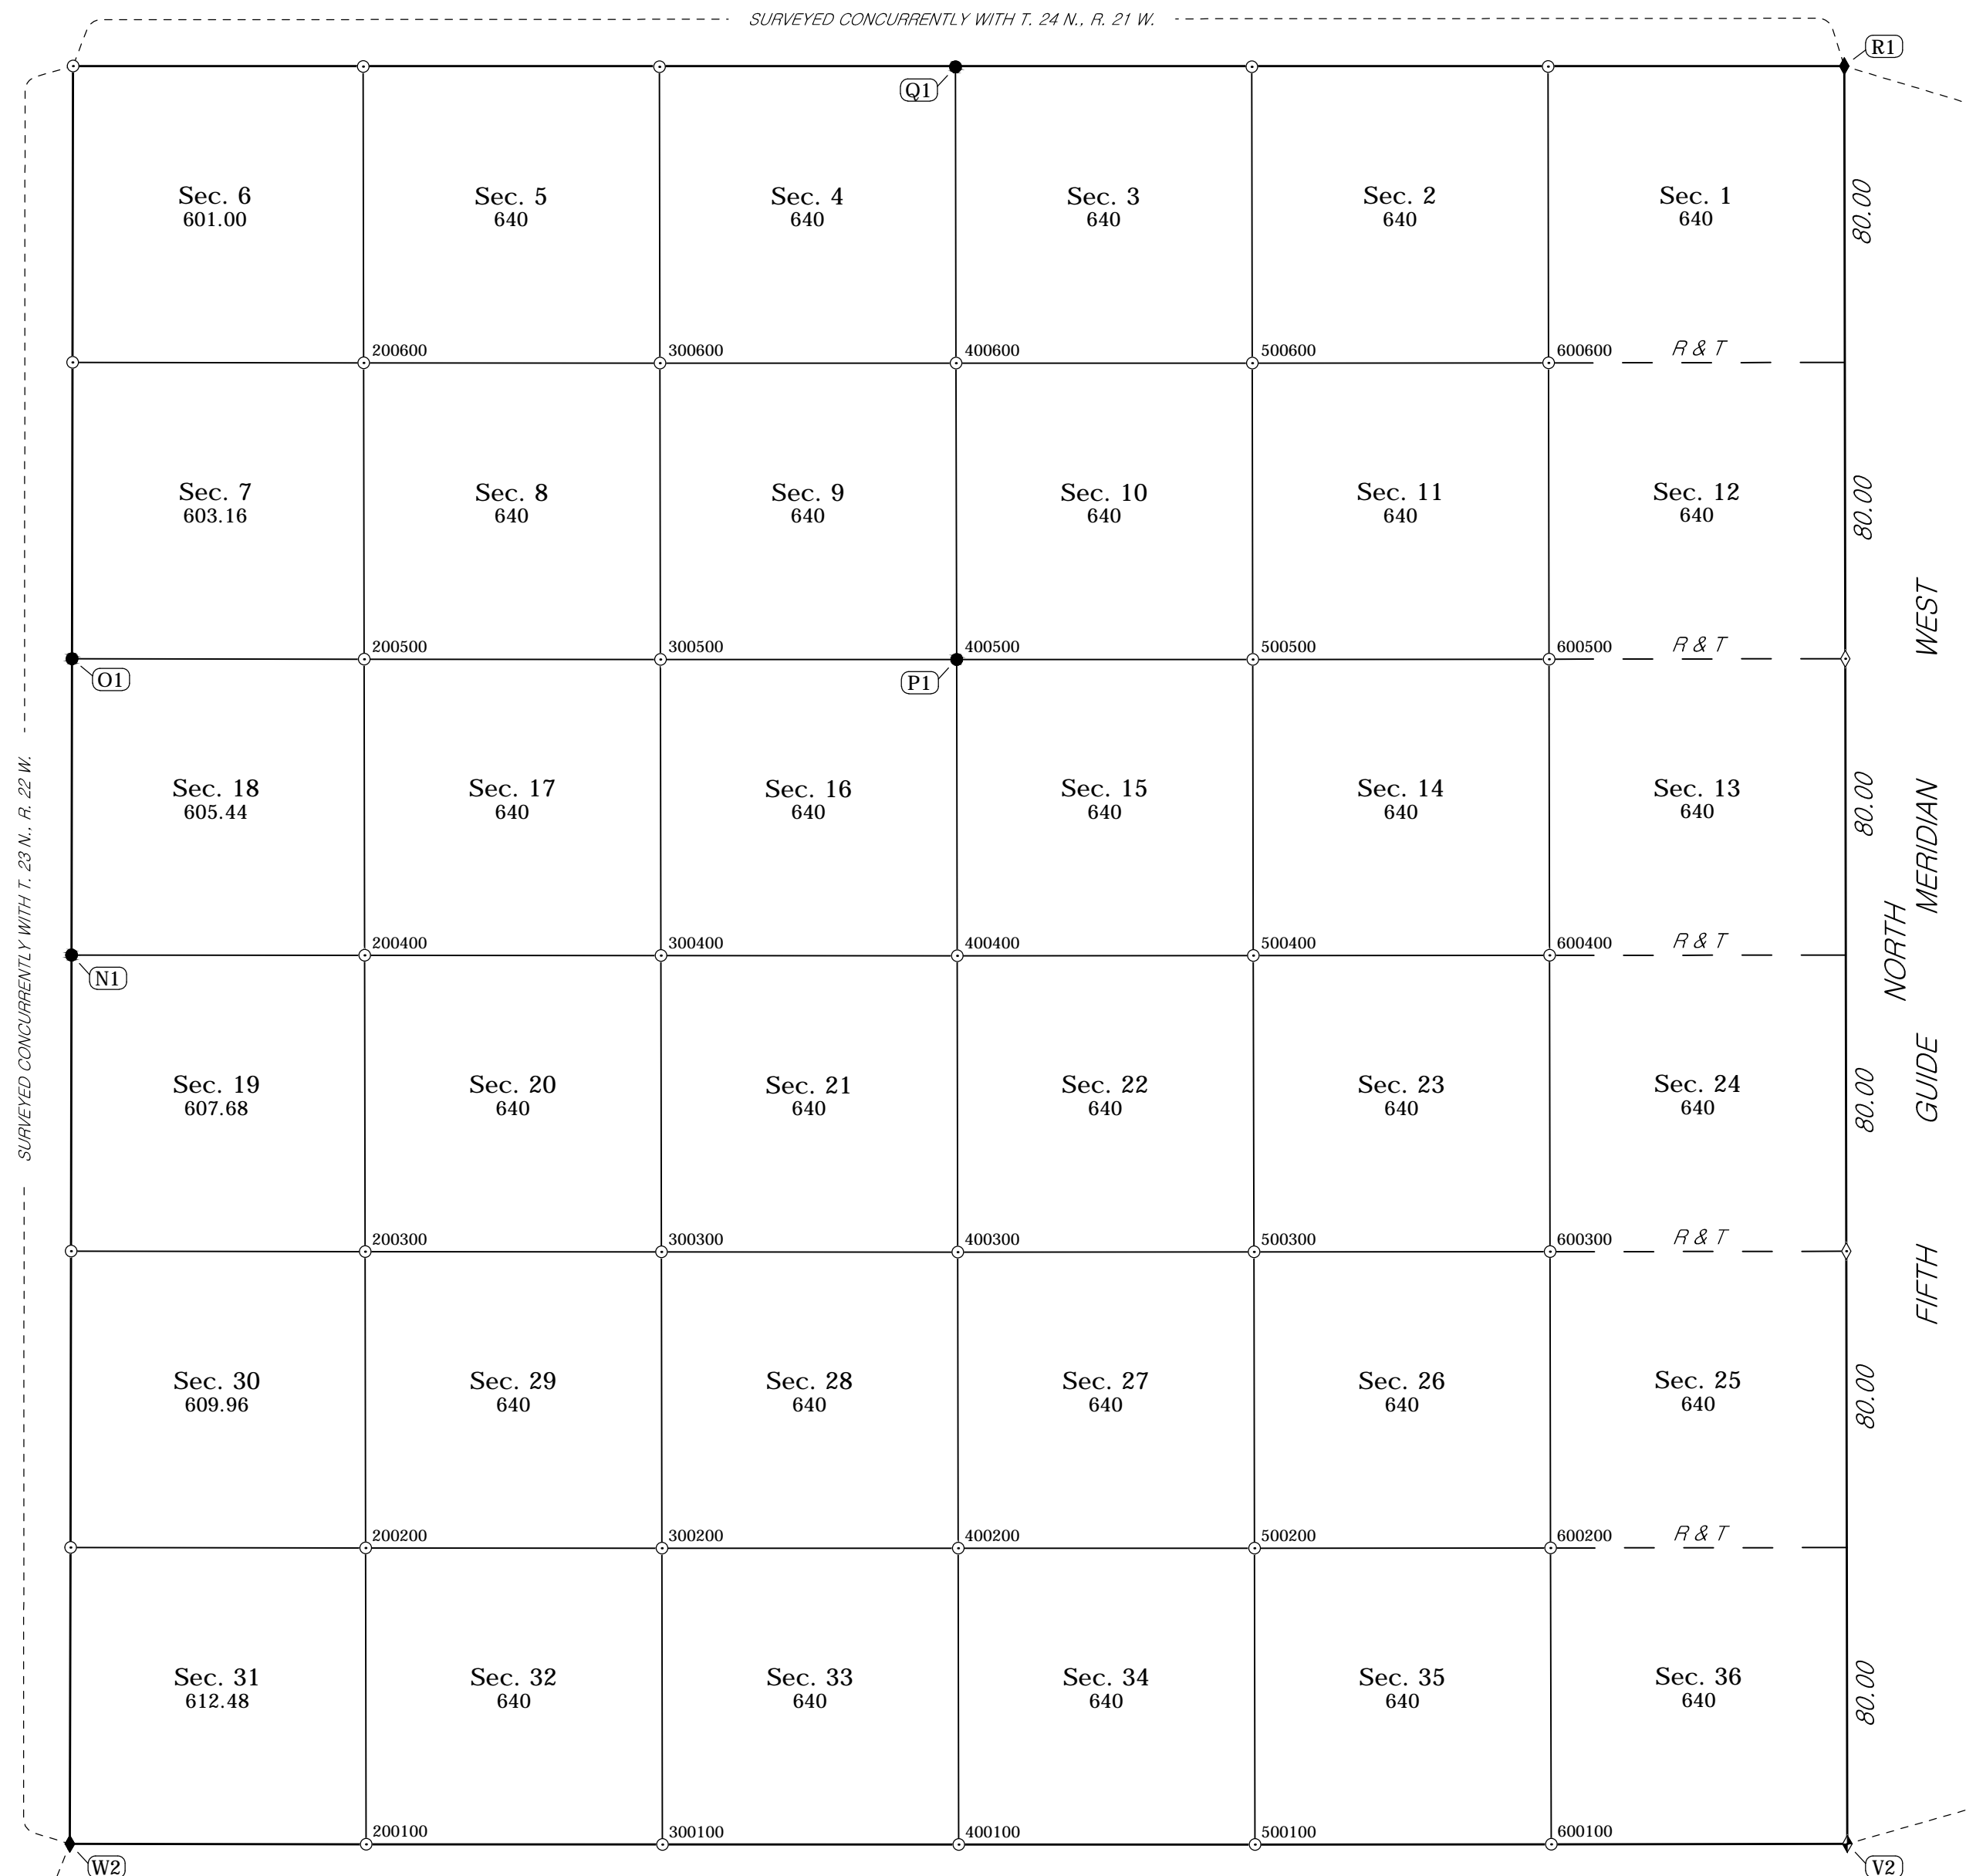 SURVEYED CONCURRENTLY WITH T. 24 N., R. 21 W.
R1
Q1
Sec. 6
601.00
Sec. 5
640
Sec. 4
640
Sec. 3
640
Sec. 2
640
Sec. 1
640
80.00
200600
300600
400600
500600
600600
R & T
Sec. 7
603.16
Sec. 8
640
Sec. 9
640
Sec. 10
640
Sec. 11
640
Sec. 12
640
80.00
200500
300500
400500
500500
600500
R & T
O1
P1
Sec. 18
605.44
Sec. 17
640
Sec. 16
640
Sec. 15
640
Sec. 14
640
Sec. 13
640
80.00
200400
300400
400400
500400
600400
R & T
N1
Sec. 19
607.68
Sec. 20
640
Sec. 21
640
Sec. 22
640
Sec. 23
640
Sec. 24
640
80.00
200300
300300
400300
500300
600300
R & T
Sec. 30
609.96
Sec. 29
640
Sec. 28
640
Sec. 27
640
Sec. 26
640
Sec. 25
640
80.00
200200
300200
400200
500200
600200
R & T
Sec. 31
612.48
Sec. 32
640
Sec. 33
640
Sec. 34
640
Sec. 35
640
Sec. 36
640
80.00
200100
300100
400100
500100
600100
W2
V2
SURVEYED CONCURRENTLY WITH T. 23 N., R. 22 W.
NORTH
FIFTH GUIDE MERIDIAN WEST